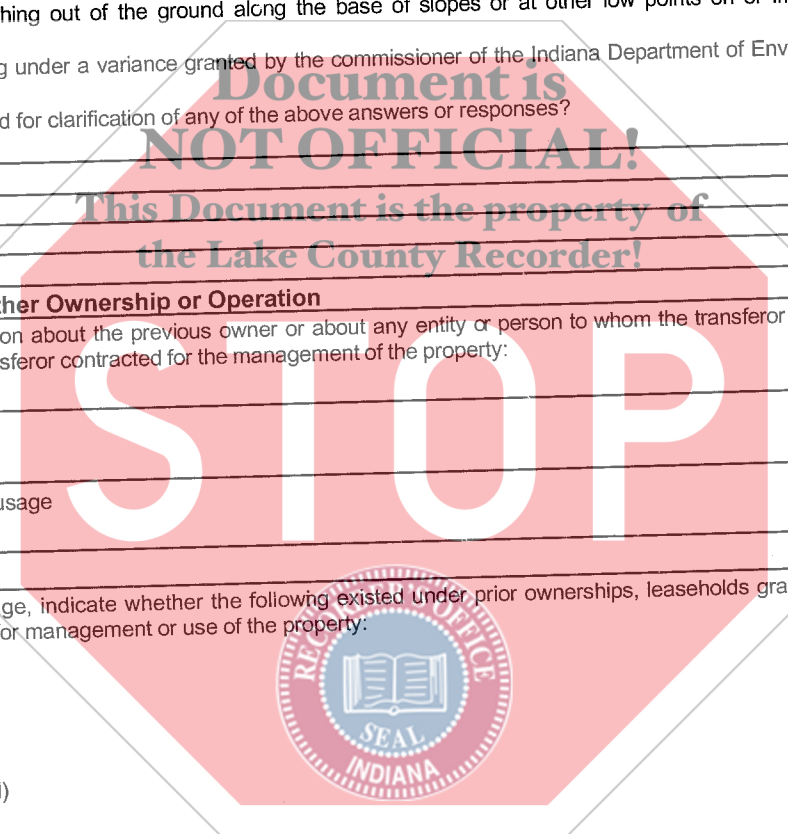 hing out of the ground along the base of slopes or at other low points on or
g under a variance granted by the commissioner of the Indiana Department of Env
Document is
d for clarification of any of the above answers or responses?
NOT OFFICIAL!
This Document is the property of
the Lake County Recorder!
her Ownership or Operation
on about the previous owner or about any entity or person to whom the transferor
sferor contracted for the management of the property:
STOP
usage
ge, indicate whether the following existed under prior ownerships, leaseholds gra
or management or use of the property:
RECORDER'S OFFICE
SEAL
INDIANA